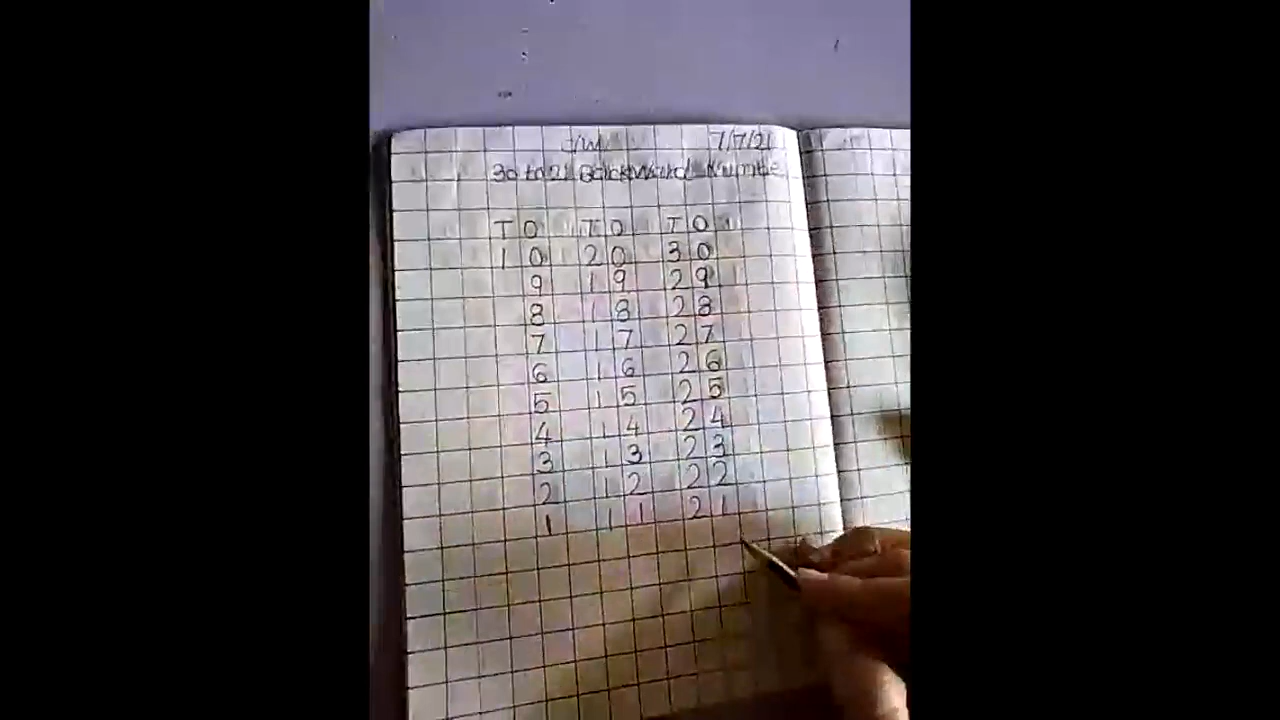 C/W 7/7/21
30 to 21 BackWard Numbe
T O T O T O
1 0 2 0 3 0
9 1 9 2 9
8 1 8 2 8
7 1 7 2 7
6 1 6 2 6
5 1 5 2 5
4 1 4 2 4
3 1 3 2 3
2 1 2 2 2
1 1 1 2 1